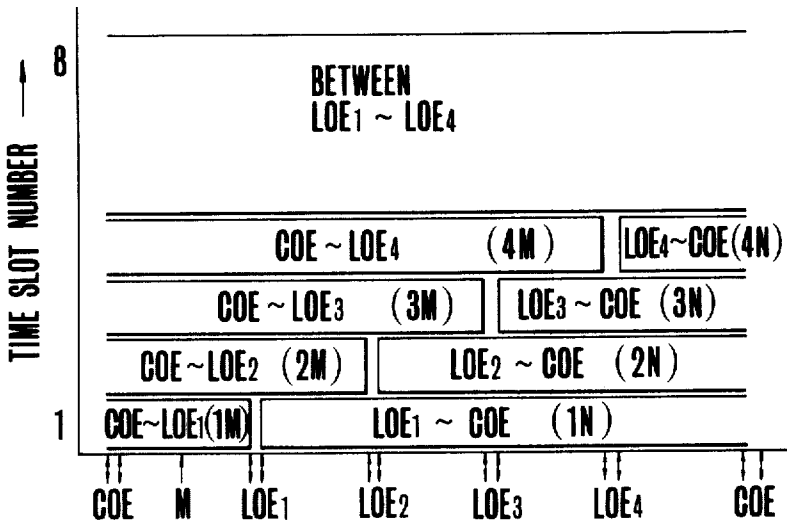 8
BETWEEN
LOE1 ~ LOE4
TIME SLOT NUMBER →
COE ~ LOE4 (4M) LOE4~COE(4N)
COE ~ LOE3 (3M) LOE3 ~ COE (3N)
COE ~LOE2 (2M) LOE2 ~ COE (2N)
1 COE~LOE1(1M) LOE1 ~ COE (1N)
COE M LOE1 LOE2 LOE3 LOE4 COE